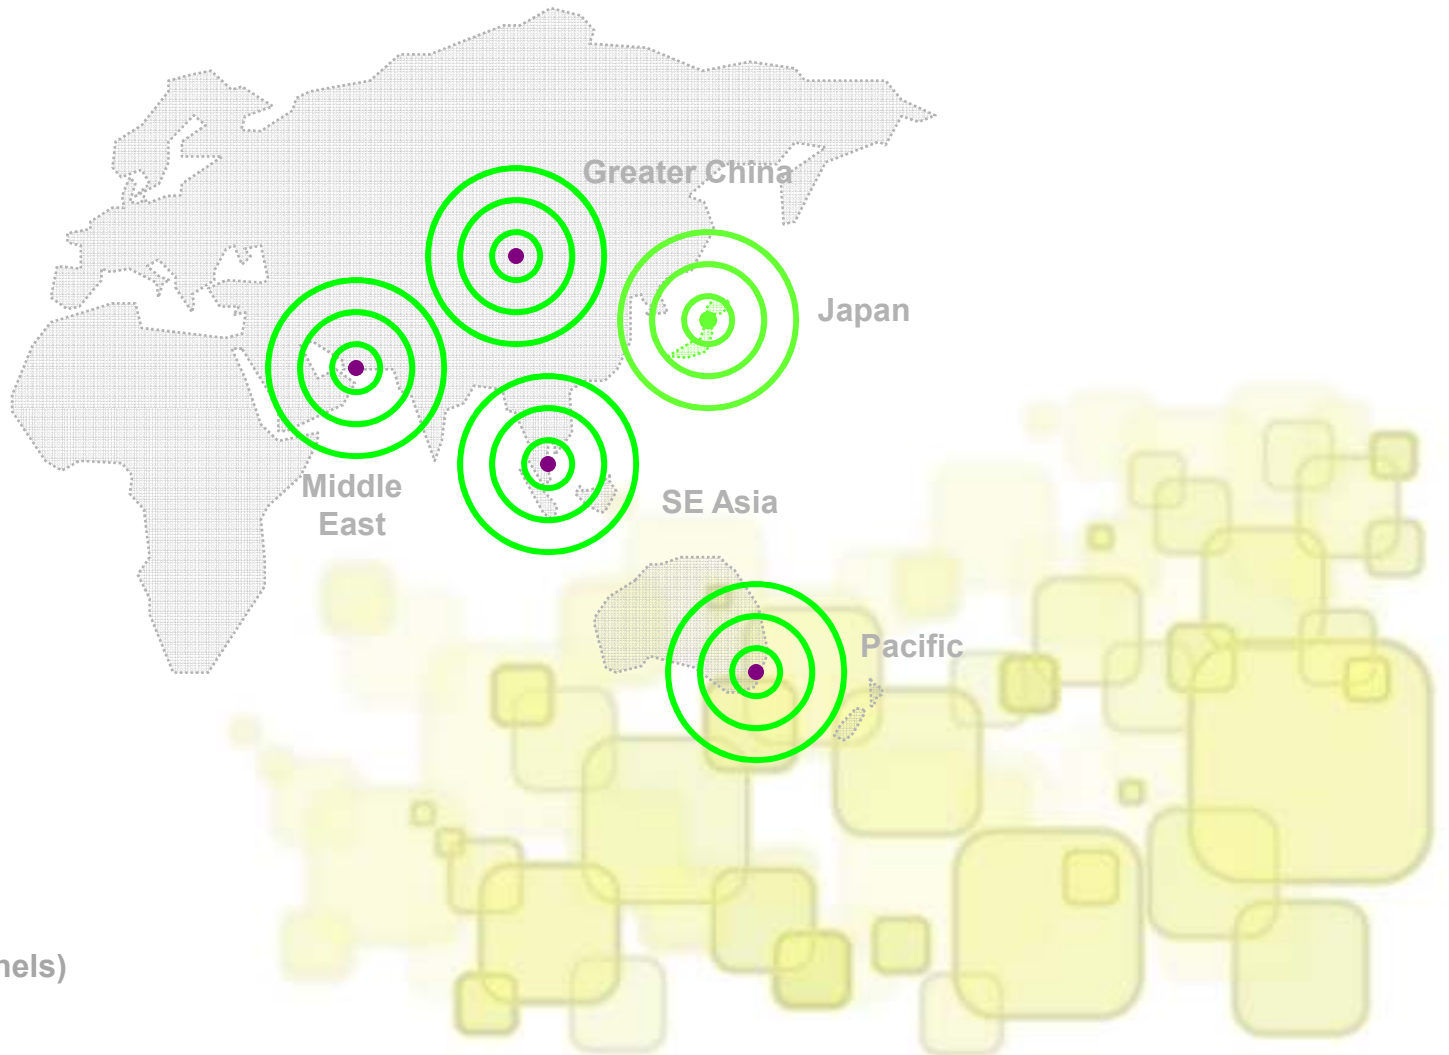 Greater China
Japan
Middle
East
SE Asia
Pacific
nels)